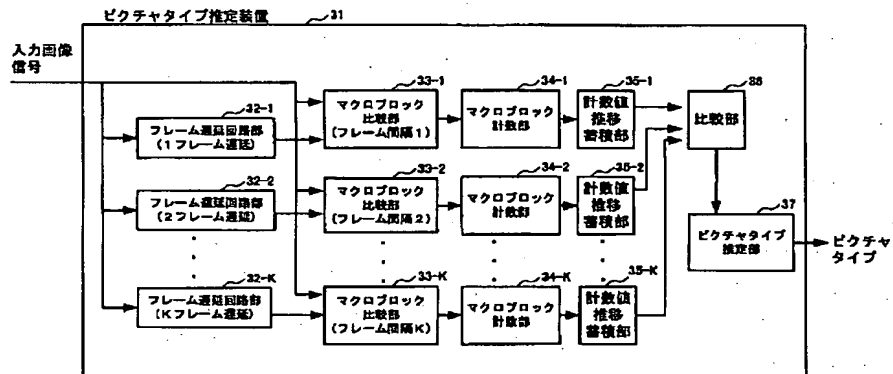 ピクチャタイプ推定装置
31
入力画像
信号
32-1
フレーム遅延回路部
(1フレーム遅延)
33-1
マクロブロック
比較部
(フレーム間隔1)
34-1
マクロブロック
計数部
35-1
計数値
推移
蓄積部
36
比較部
32-2
フレーム遅延回路部
(2フレーム遅延)
33-2
マクロブロック
比較部
(フレーム間隔2)
34-2
マクロブロック
計数部
35-2
計数値
推移
蓄積部
37
ピクチャタイプ
推定部
ピクチャ
タイプ
32-K
フレーム遅延回路部
(Kフレーム遅延)
33-K
マクロブロック
比較部
(フレーム間隔K)
34-K
マクロブロック
計数部
35-K
計数値
推移
蓄積部